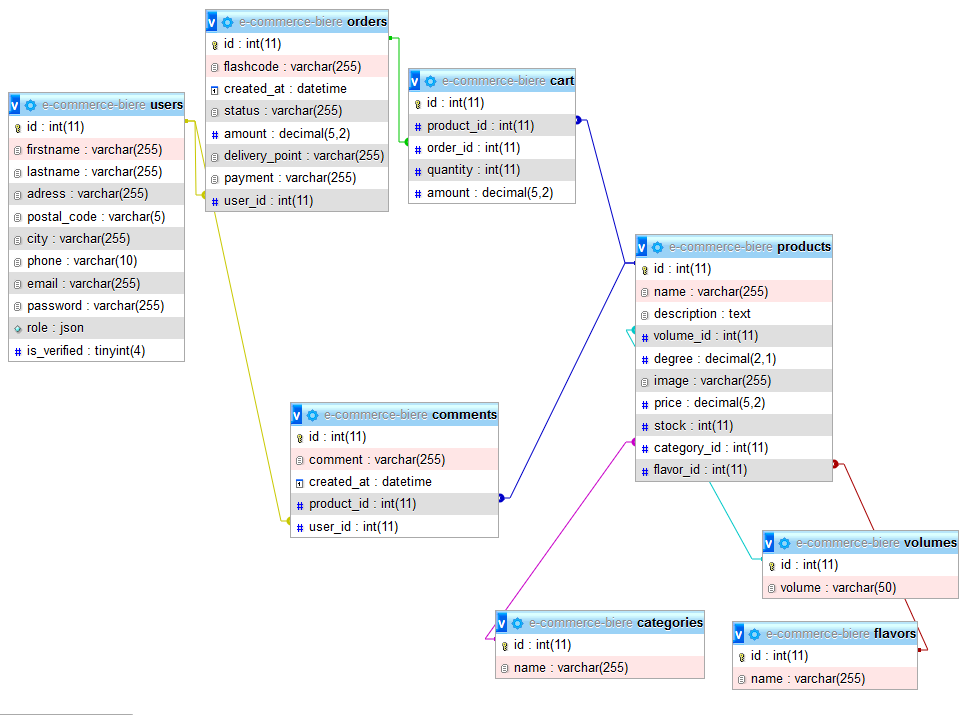 e-commerce-biere orders
id : int(11)
flashcode : varchar(255)
created_at : datetime
status : varchar(255)
amount : decimal(5,2)
delivery_point : varchar(255)
payment : varchar(255)
user_id : int(11)
e-commerce-biere cart
id : int(11)
product_id : int(11)
order_id : int(11)
quantity : int(11)
amount : decimal(5,2)
e-commerce-biere users
id : int(11)
firstname : varchar(255)
lastname : varchar(255)
adress : varchar(255)
postal_code : varchar(5)
city : varchar(255)
phone : varchar(10)
email : varchar(255)
password : varchar(255)
role : json
is_verified : tinyint(4)
e-commerce-biere products
id : int(11)
name : varchar(255)
description : text
volume_id : int(11)
degree : decimal(2,1)
image : varchar(255)
price : decimal(5,2)
stock : int(11)
category_id : int(11)
flavor_id : int(11)
e-commerce-biere comments
id : int(11)
comment : varchar(255)
created_at : datetime
product_id : int(11)
user_id : int(11)
e-commerce-biere volumes
id : int(11)
volume : varchar(50)
e-commerce-biere categories
id : int(11)
name : varchar(255)
e-commerce-biere flavors
id : int(11)
name : varchar(255)